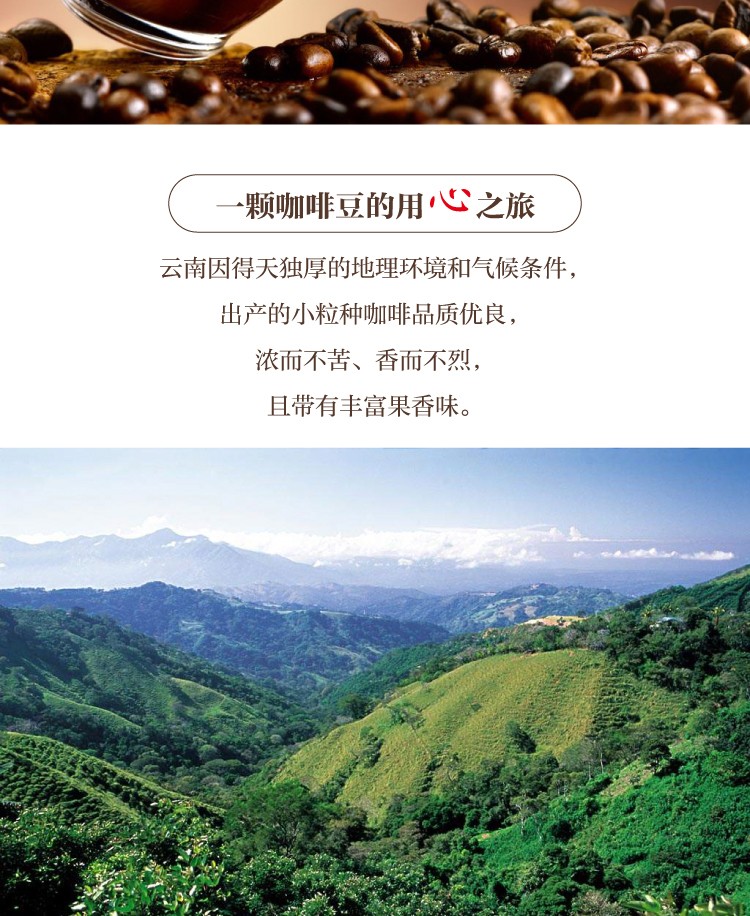 一颗咖啡豆的用心之旅
云南因得天独厚的地理环境和气候条件，
出产的小粒种咖啡品质优良，
浓而不苦、香而不烈，
且带有丰富果香味。